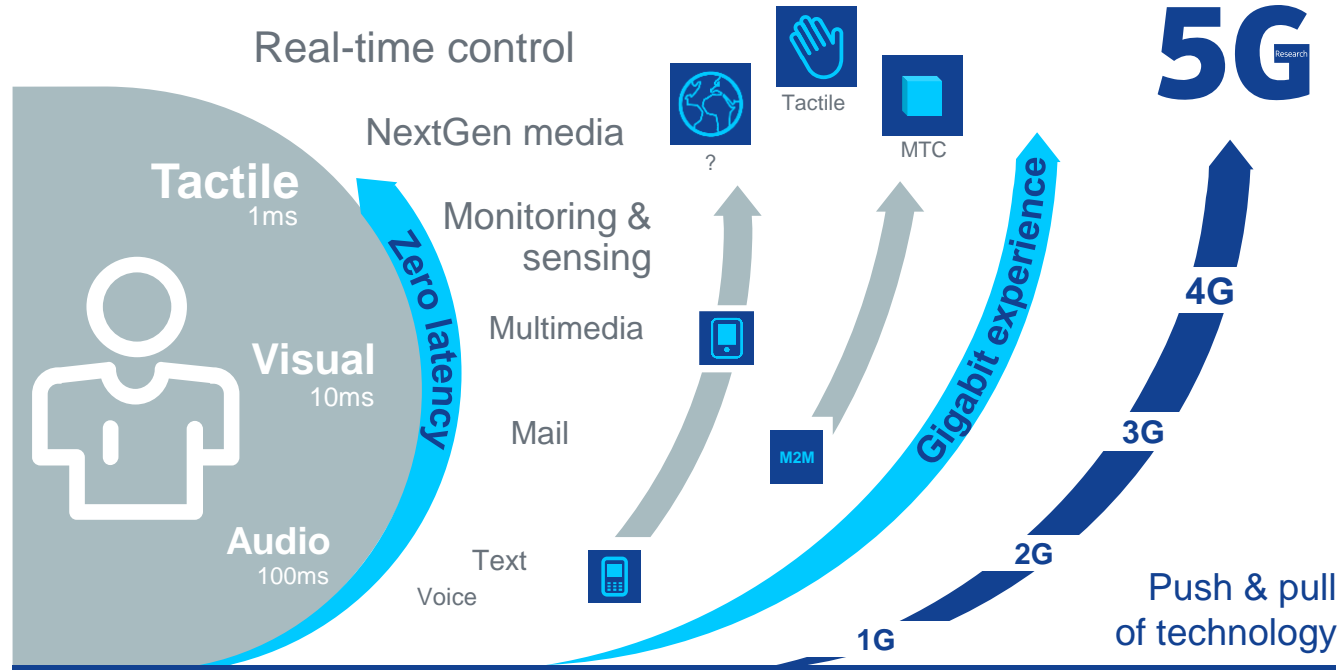 Real-time control
NextGen media
Monitoring &
sensing
Multimedia
Mail
Text
Voice
Tactile
1ms
Visual
10ms
Audio
100ms
Zero latency
?
Tactile
MTC
M2M
Gigabit experience
5G
Research
4G
3G
2G
1G
Push & pull
of technology